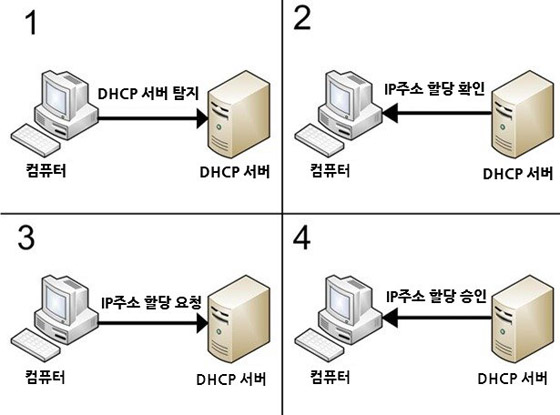 1
DHCP 서버 탐지
컴퓨터
DHCP 서버
2
IP주소 할당 확인
컴퓨터
DHCP 서버
3
IP주소 할당 요청
컴퓨터
DHCP 서버
4
IP주소 할당 승인
컴퓨터
DHCP 서버